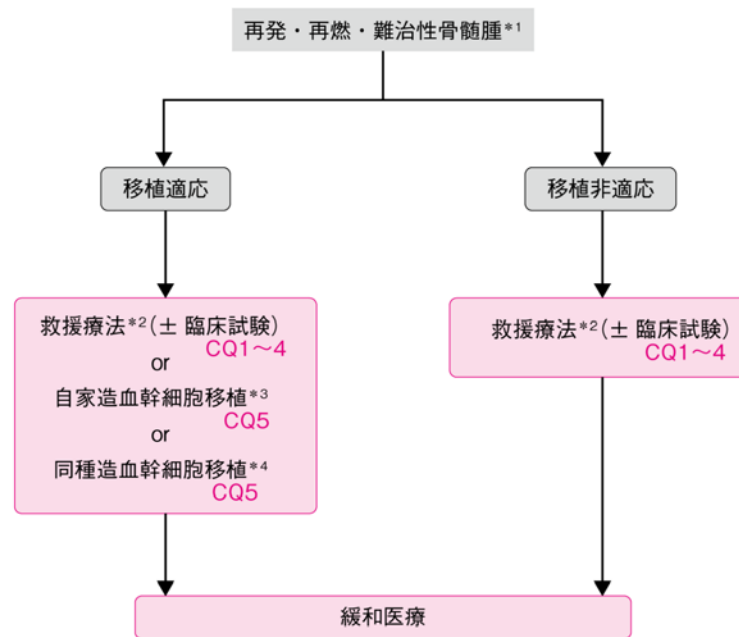 再発・再燃・難治性骨髄腫*1
移植適応
移植非適応
救援療法*2(± 臨床試験)
CQ1〜4
or
自家造血幹細胞移植*3
CQ5
or
同種造血幹細胞移植*4
CQ5
救援療法*2(± 臨床試験)
CQ1〜4
緩和医療